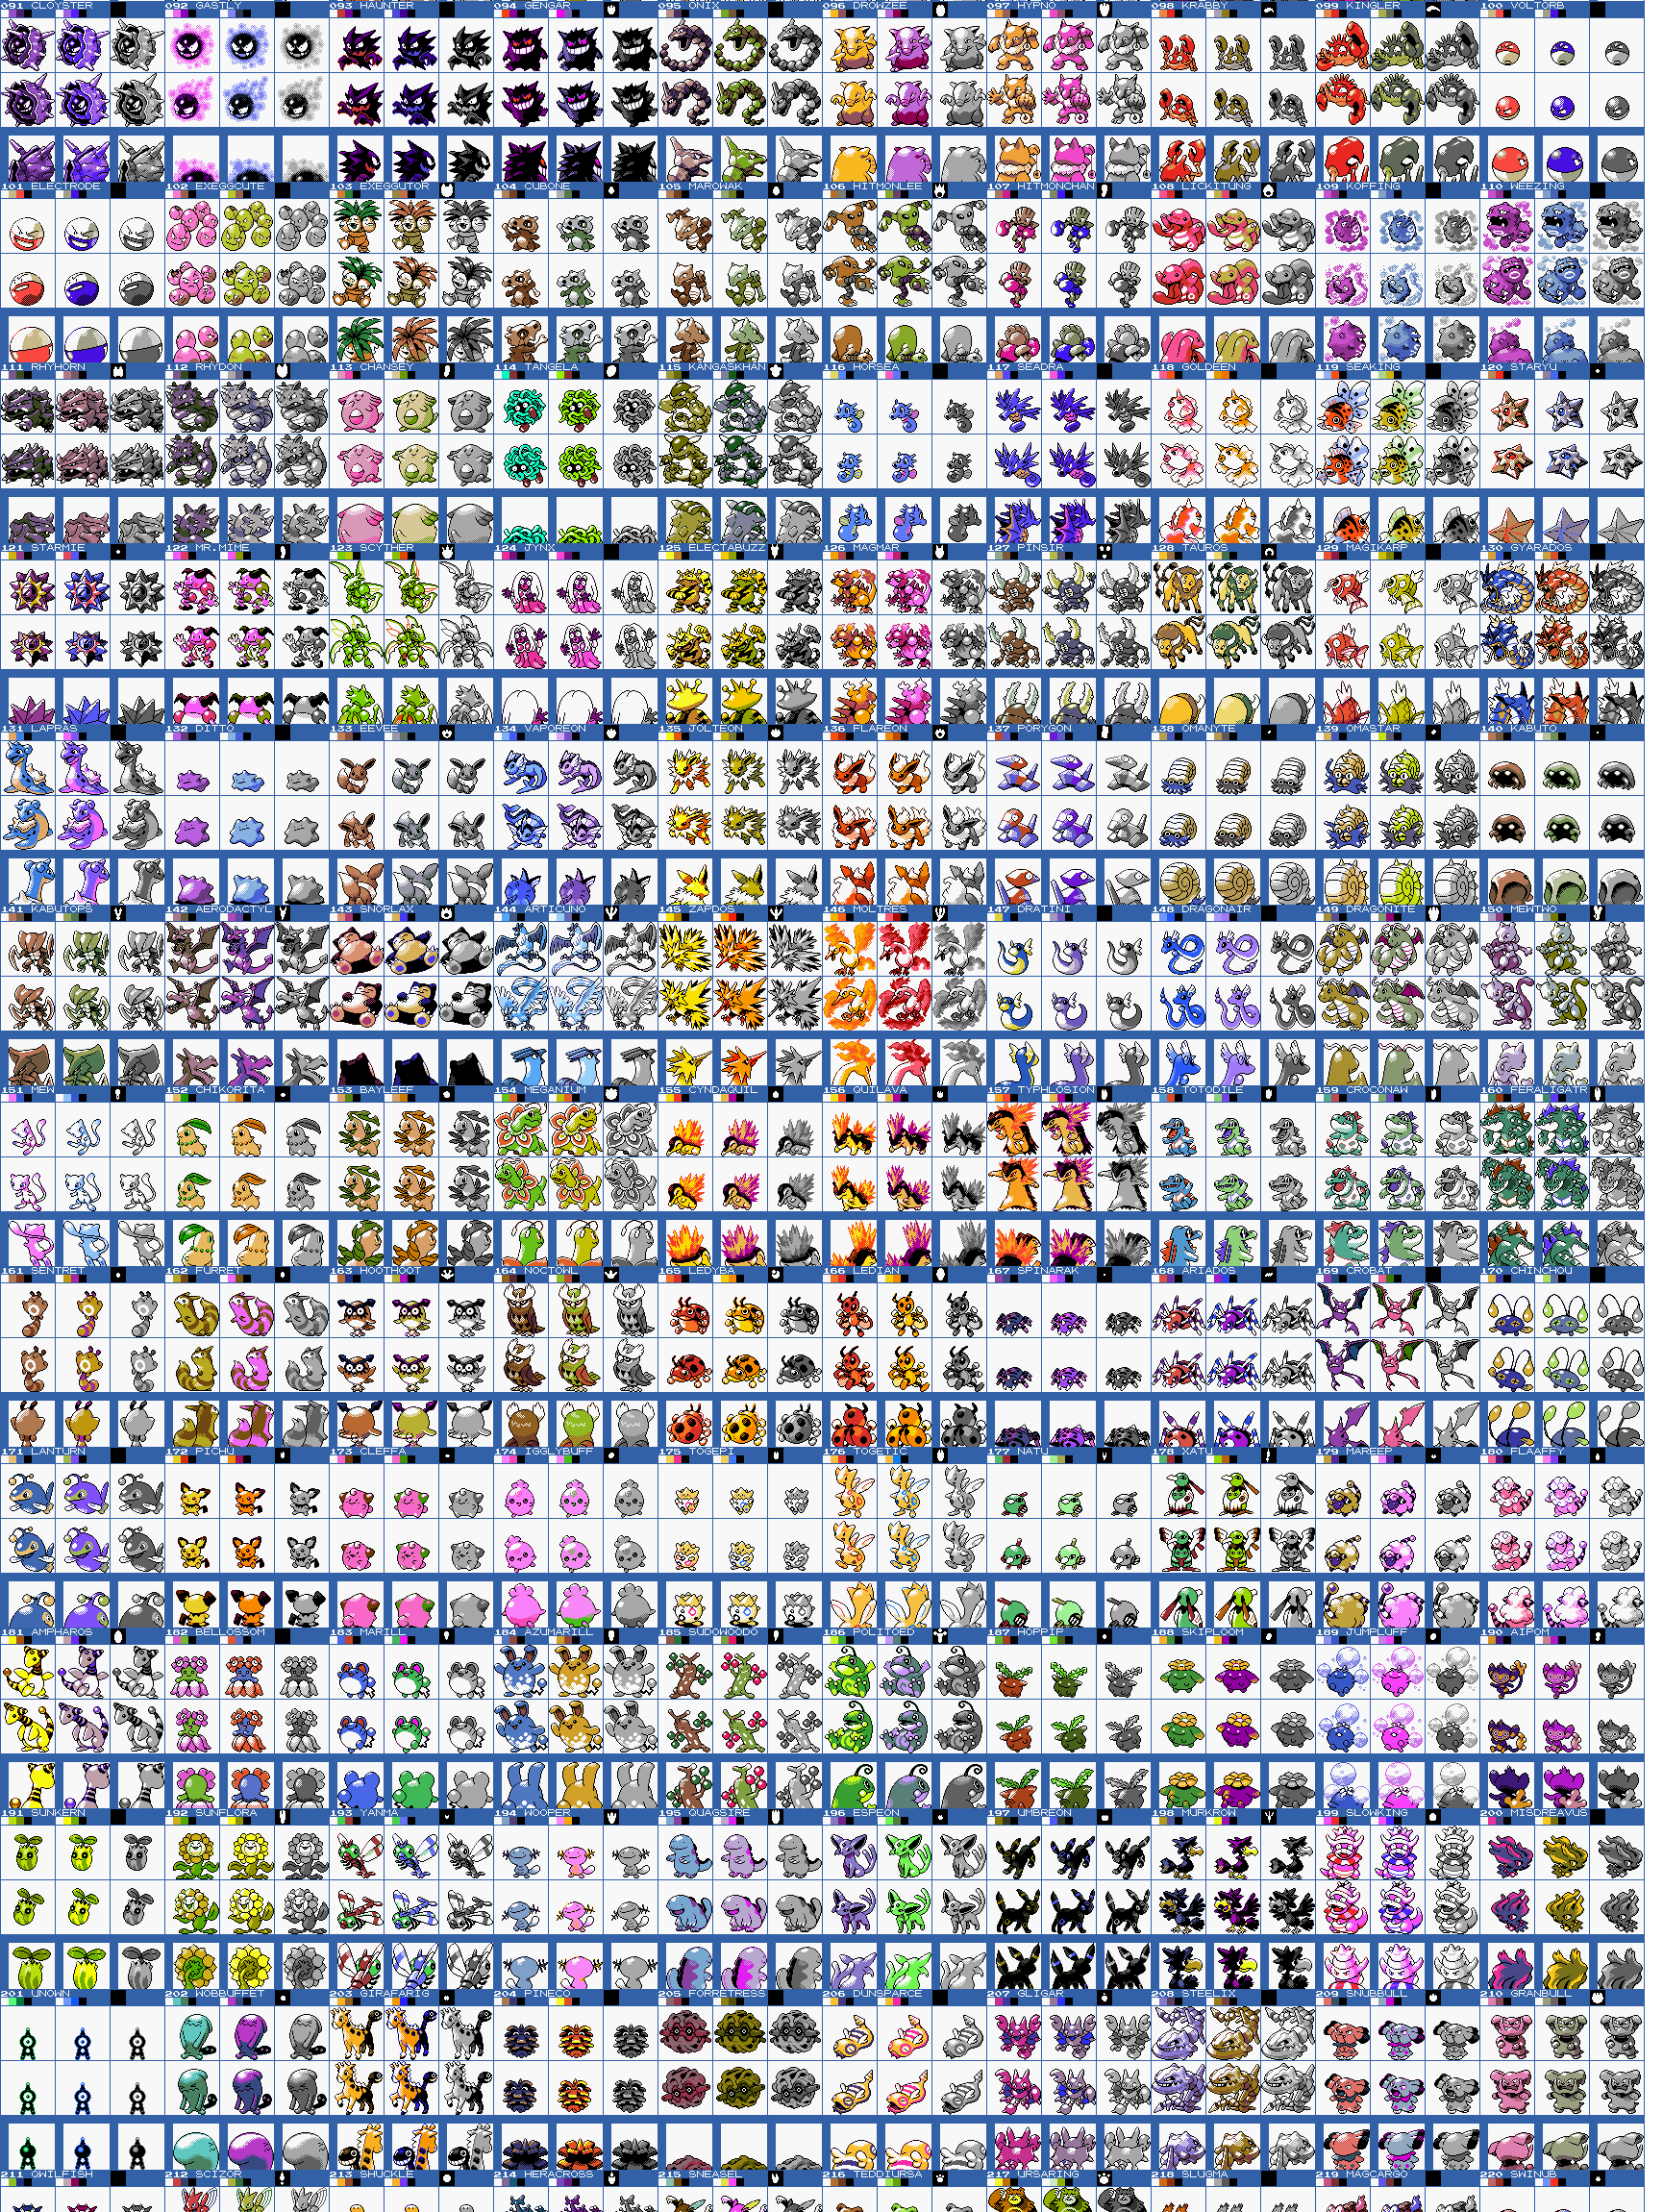 091 CLOYSTER 092 GASTLY 093 HAUNTER 094 GENGAR 095 ONIX 096 DROWZEE 097 HYPNO 098 KRABBY 099 KINGLER 100 VOLTORB
101 ELECTRODE 102 EXEGGCUTE 103 EXEGGUTOR 104 CUBONE 105 MAROWAK 106 HITMONLEE 107 HITMONCHAN 108 LICKITUNG 109 KOFFING 110 WEEZING
111 RHYHORN 112 RHYDON 113 CHANSEY 114 TANGELA 115 KANGASKHAN 116 HORSEA 117 SEADRA 118 GOLDEEN 119 SEAKING 120 STARYU
121 STARMIE 122 MR.MIME 123 SCYTHER 124 JYNX 125 ELECTABUZZ 126 MAGMAR 127 PINSIR 128 TAUROS 129 MAGIKARP 130 GYARADOS
131 LAPRAS 132 DITTO 133 EEVEE 134 VAPOREON 135 JOLTEON 136 FLAREON 137 PORYGON 138 OMANYTE 139 OMASTAR 140 KABUTO
141 KABUTOPS 142 AERODACTYL 143 SNORLAX 144 ARTICUNO 145 ZAPDOS 146 MOLTRES 147 DRATINI 148 DRAGONAIR 149 DRAGONITE 150 MEWTWO
151 MEW 152 CHIKORITA 153 BAYLEEF 154 MEGANIUM 155 CYNDAQUIL 156 QUILAVA 157 TYPHLOSION 158 TOTODILE 159 CROCONAW 160 FERALIGATR
161 SENTRET 162 FURRET 163 HOOTHOOT 164 NOCTOWL 165 LEDYBA 166 LEDIAN 167 SPINARAK 168 ARIADOS 169 CROBAT 170 CHINCHOU
171 LANTURN 172 PICHU 173 CLEFFA 174 IGGLYBUFF 175 TOGEPI 176 TOGETIC 177 NATU 178 XATU 179 MAREEP 180 FLAAFFY
181 AMPHAROS 182 BELLOSSOM 183 MARILL 184 AZUMARILL 185 SUDOWOODO 186 POLITOED 187 HOPPIP 188 SKIPLOOM 189 JUMPLUFF 190 AIPOM
191 SUNKERN 192 SUNFLORA 193 YANMA 194 WOOPER 195 QUAGSIRE 196 ESPEON 197 UMBREON 198 MURKROW 199 SLOWKING 200 MISDREAVUS
201 UNOWN 202 WOBBUFFET 203 GIRAFARIG 204 PINECO 205 FORRETRESS 206 DUNSPARCE 207 GLIGAR 208 STEELIX 209 SNUBBULL 210 GRANBULL
211 QWILFISH 212 SCIZOR 213 SHUCKLE 214 HERACROSS 215 SNEASEL 216 TEDDIURSA 217 URSARING 218 SLUGMA 219 MAGCARGO 220 SWINUB